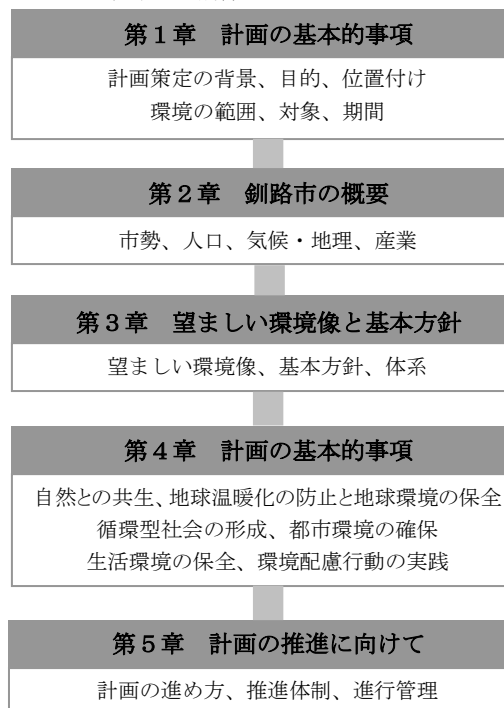 第1章　計画の基本的事項
計画策定の背景、目的、位置付け
環境の範囲、対象、期間
第2章　釧路市の概要
市勢、人口、気候・地理、産業
第3章　望ましい環境像と基本方針
望ましい環境像、基本方針、体系
第4章　計画の基本的事項
自然との共生、地球温暖化の防止と地球環境の保全
循環型社会の形成、都市環境の確保
生活環境の保全、環境配慮行動の実践
第5章　計画の推進に向けて
計画の進め方、推進体制、進行管理